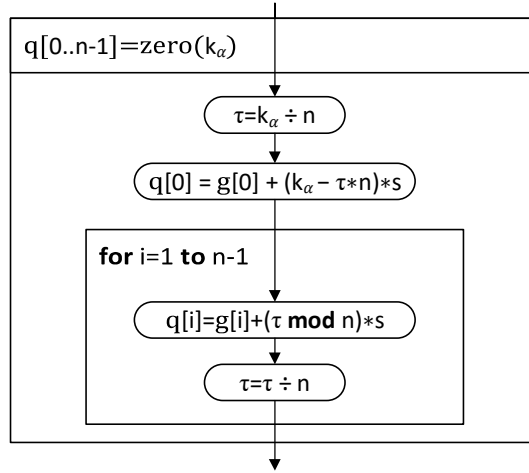 q[0..n-1]=zero(kα)
τ=kα ÷ n
q[0] = g[0] + (kα − τ*n)*s
for i=1 to n-1
q[i]=g[i]+(τ mod n)*s
τ=τ ÷ n